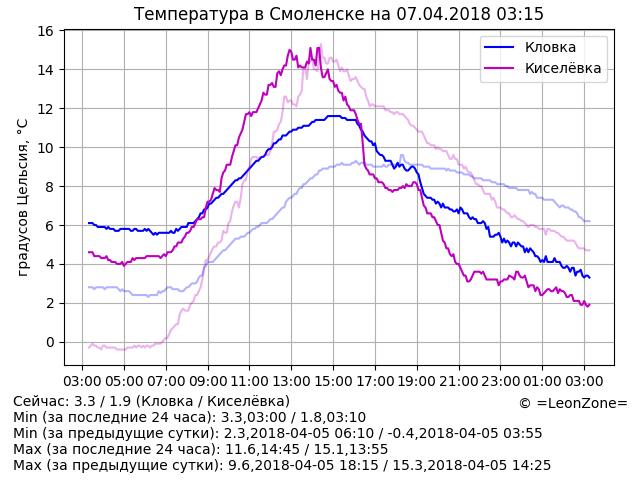 Температура в Смоленске на 07.04.2018 03:15
Кловка
Киселёвка
градусов Цельсия, °C
16
14
12
10
8
6
4
2
0
03:00 05:00 07:00 09:00 11:00 13:00 15:00 17:00 19:00 21:00 23:00 01:00 03:00
Сейчас: 3.3 / 1.9 (Кловка / Киселёвка)
© =LeonZone=
Min (за последние 24 часа): 3.3,03:00 / 1.8,03:10
Min (за предыдущие сутки): 2.3,2018-04-05 06:10 / -0.4,2018-04-05 03:55
Max (за последние 24 часа): 11.6,14:45 / 15.1,13:55
Max (за предыдущие сутки): 9.6,2018-04-05 18:15 / 15.3,2018-04-05 14:25